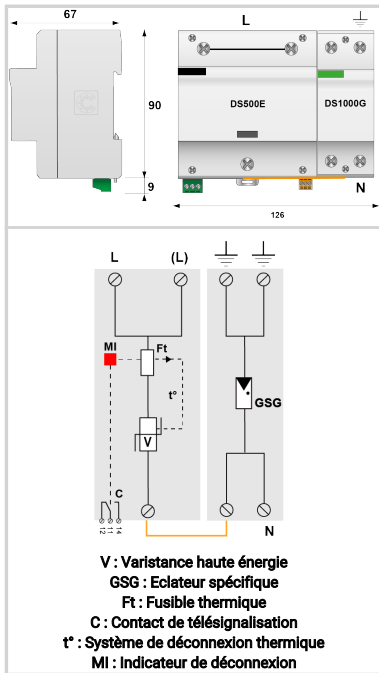 67
L
90
DS500E
DS1000G
9
N
126
L
(L)
MI
Ft
t°
GSG
V
C
12
11
14
N
V : Varistance haute énergie
GSG : Eclateur spécifique
Ft : Fusible thermique
C : Contact de télésignalisation
t° : Système de déconnexion thermique
MI : Indicateur de déconnexion